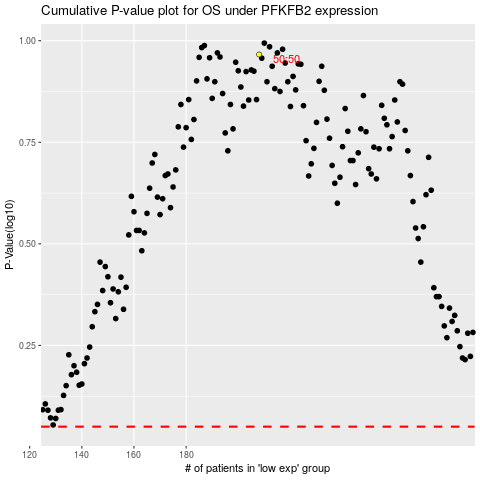 Cumulative P-value plot for OS under PFKFB2 expression
1.00
50:50
0.75
P-Value(log10)
0.50
0.25
120 140 160 180
# of patients in 'low exp' group